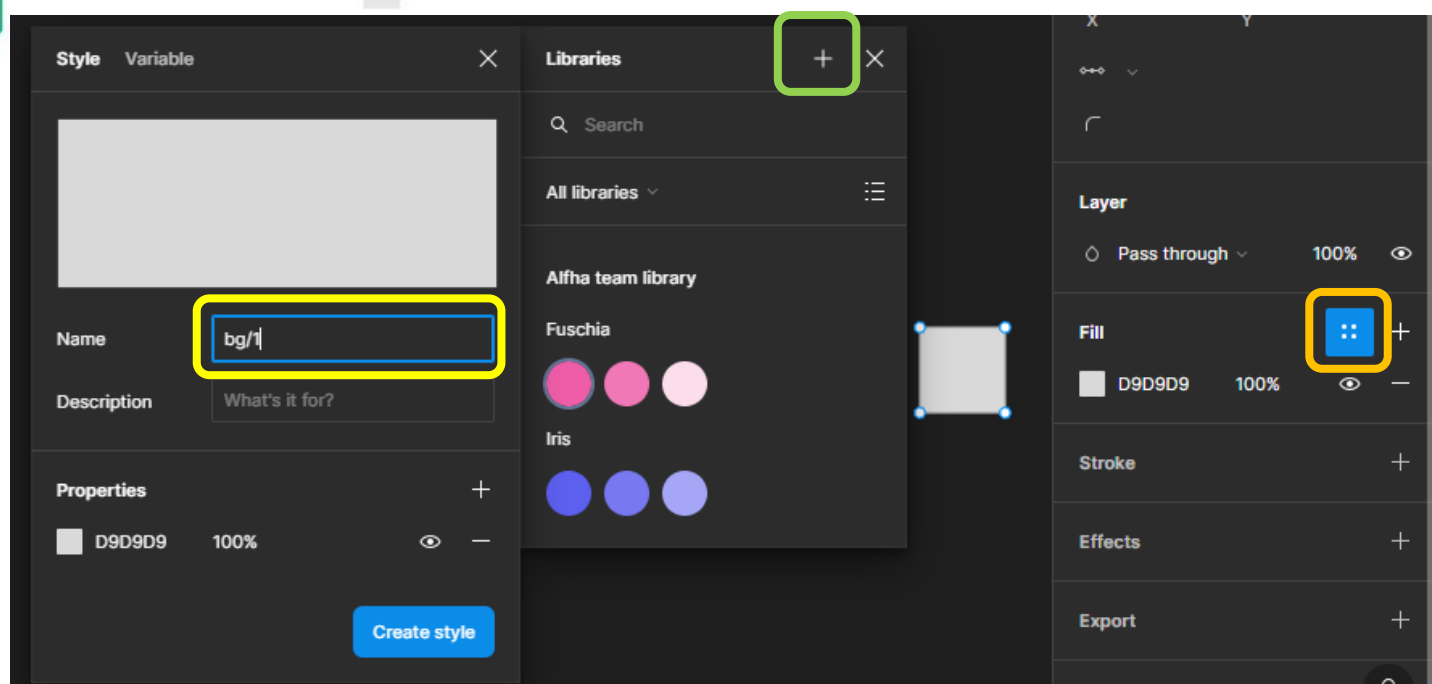 Style Variable
Name bg/1
Description What's it for?
Properties
D9D9D9 100%
Create style
Libraries
Search
All libraries
Alfha team library
Fuschia
Iris
X Y
Layer
Pass through 100%
Fill
D9D9D9 100%
Stroke
Effects
Export